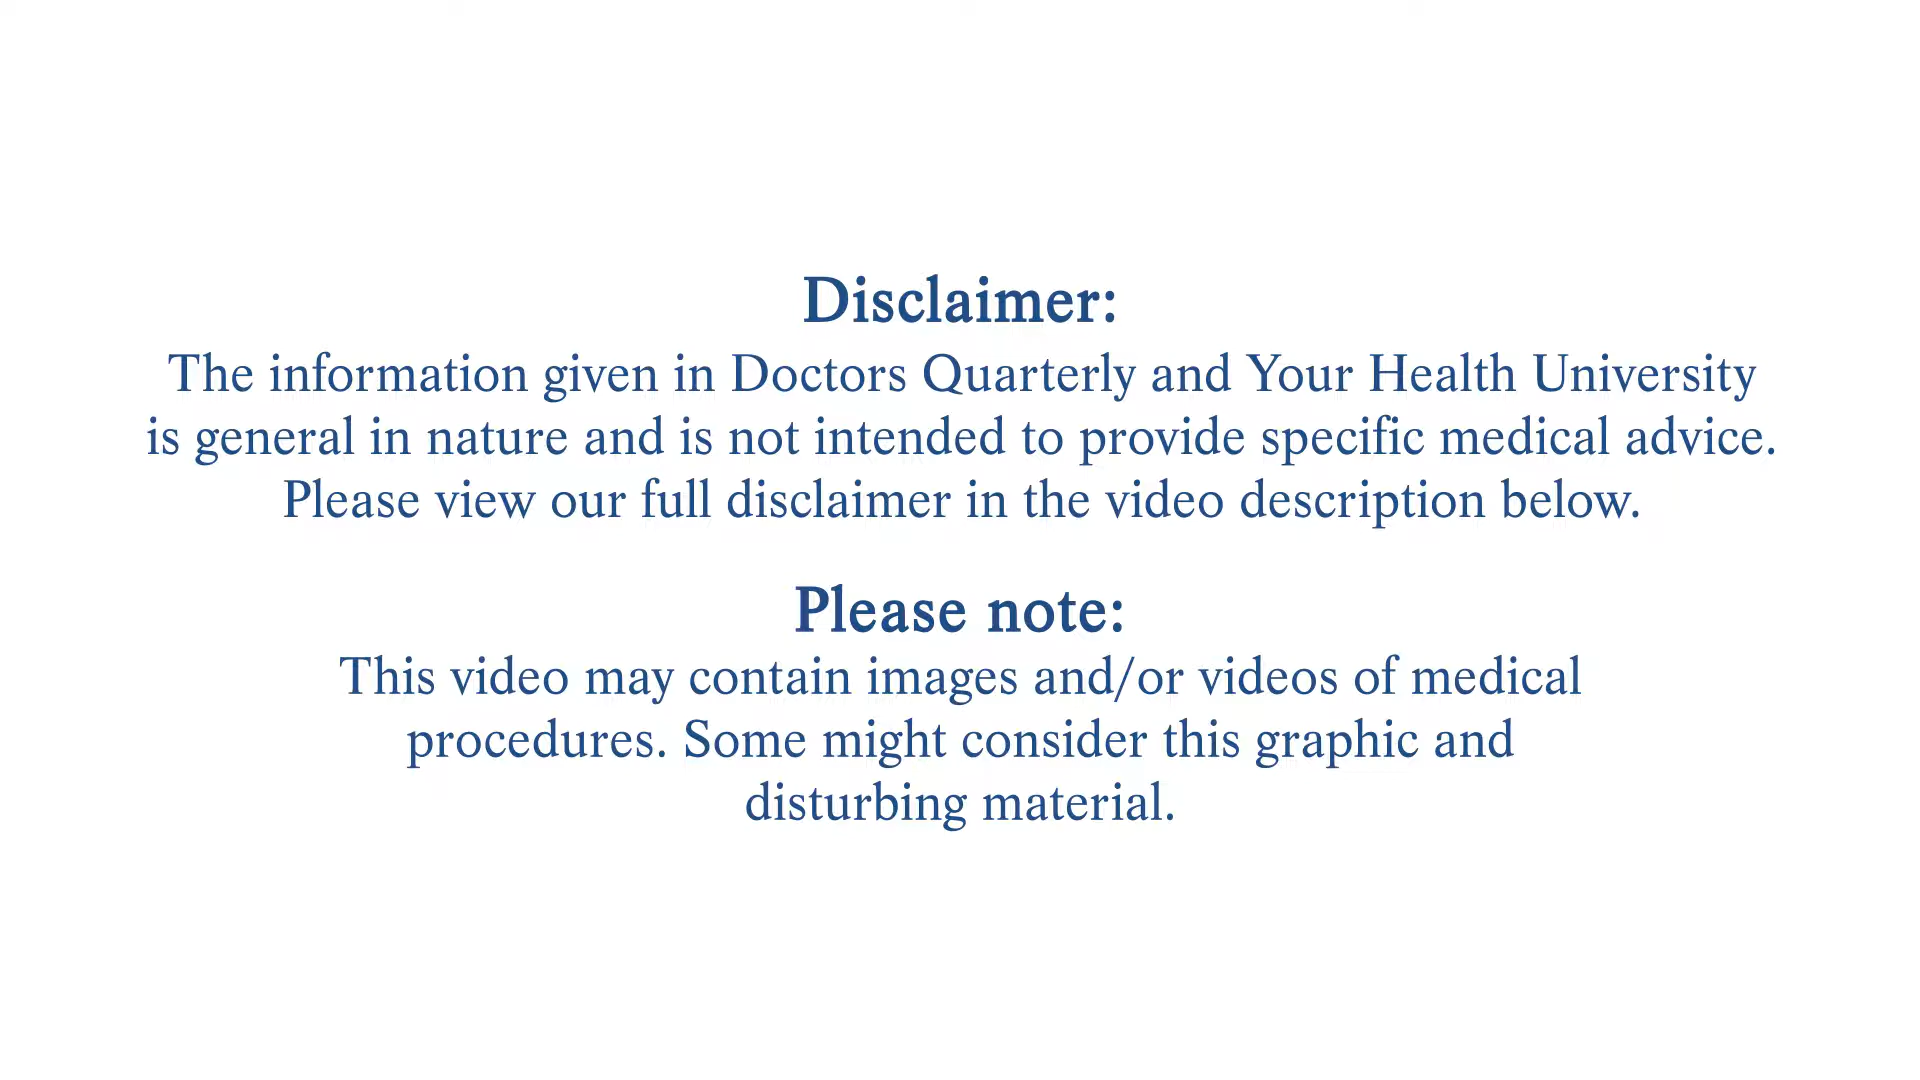 Disclaimer:
The information given in Doctors Quarterly and Your Health University
is general in nature and is not intended to provide specific medical advice.
Please view our full disclaimer in the video description below.
Please note:
This video may contain images and/or videos of medical
procedures. Some might consider this graphic and
disturbing material.